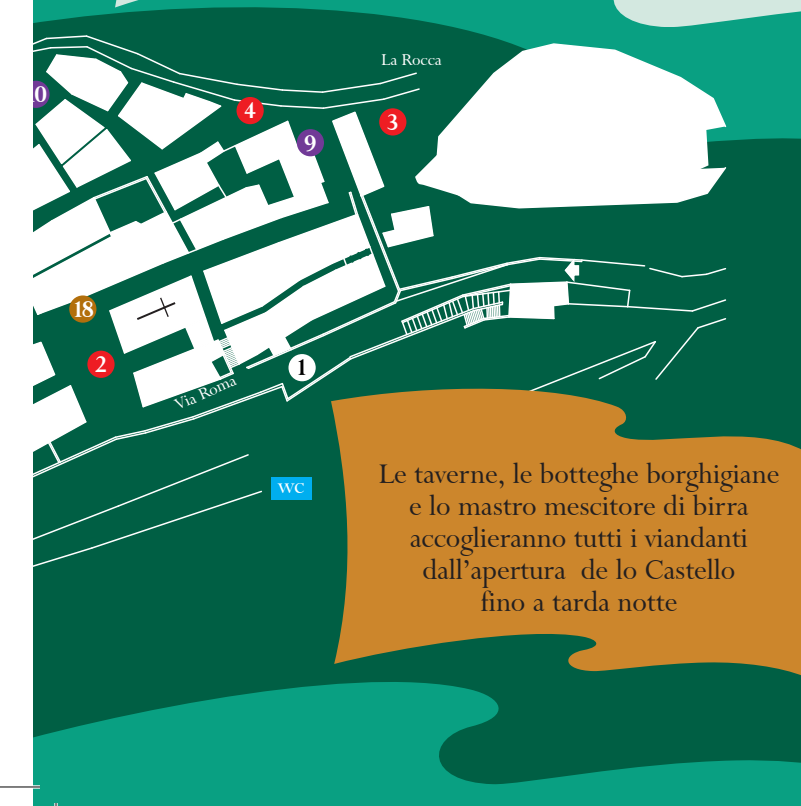 La Rocca
4
3
9
18
2
1
Via Roma
WC
Le taverne, le botteghe borghigiane
e lo mastro mescitore di birra
accoglieranno tutti i viandanti
dall'apertura de lo Castello
fino a tarda notte